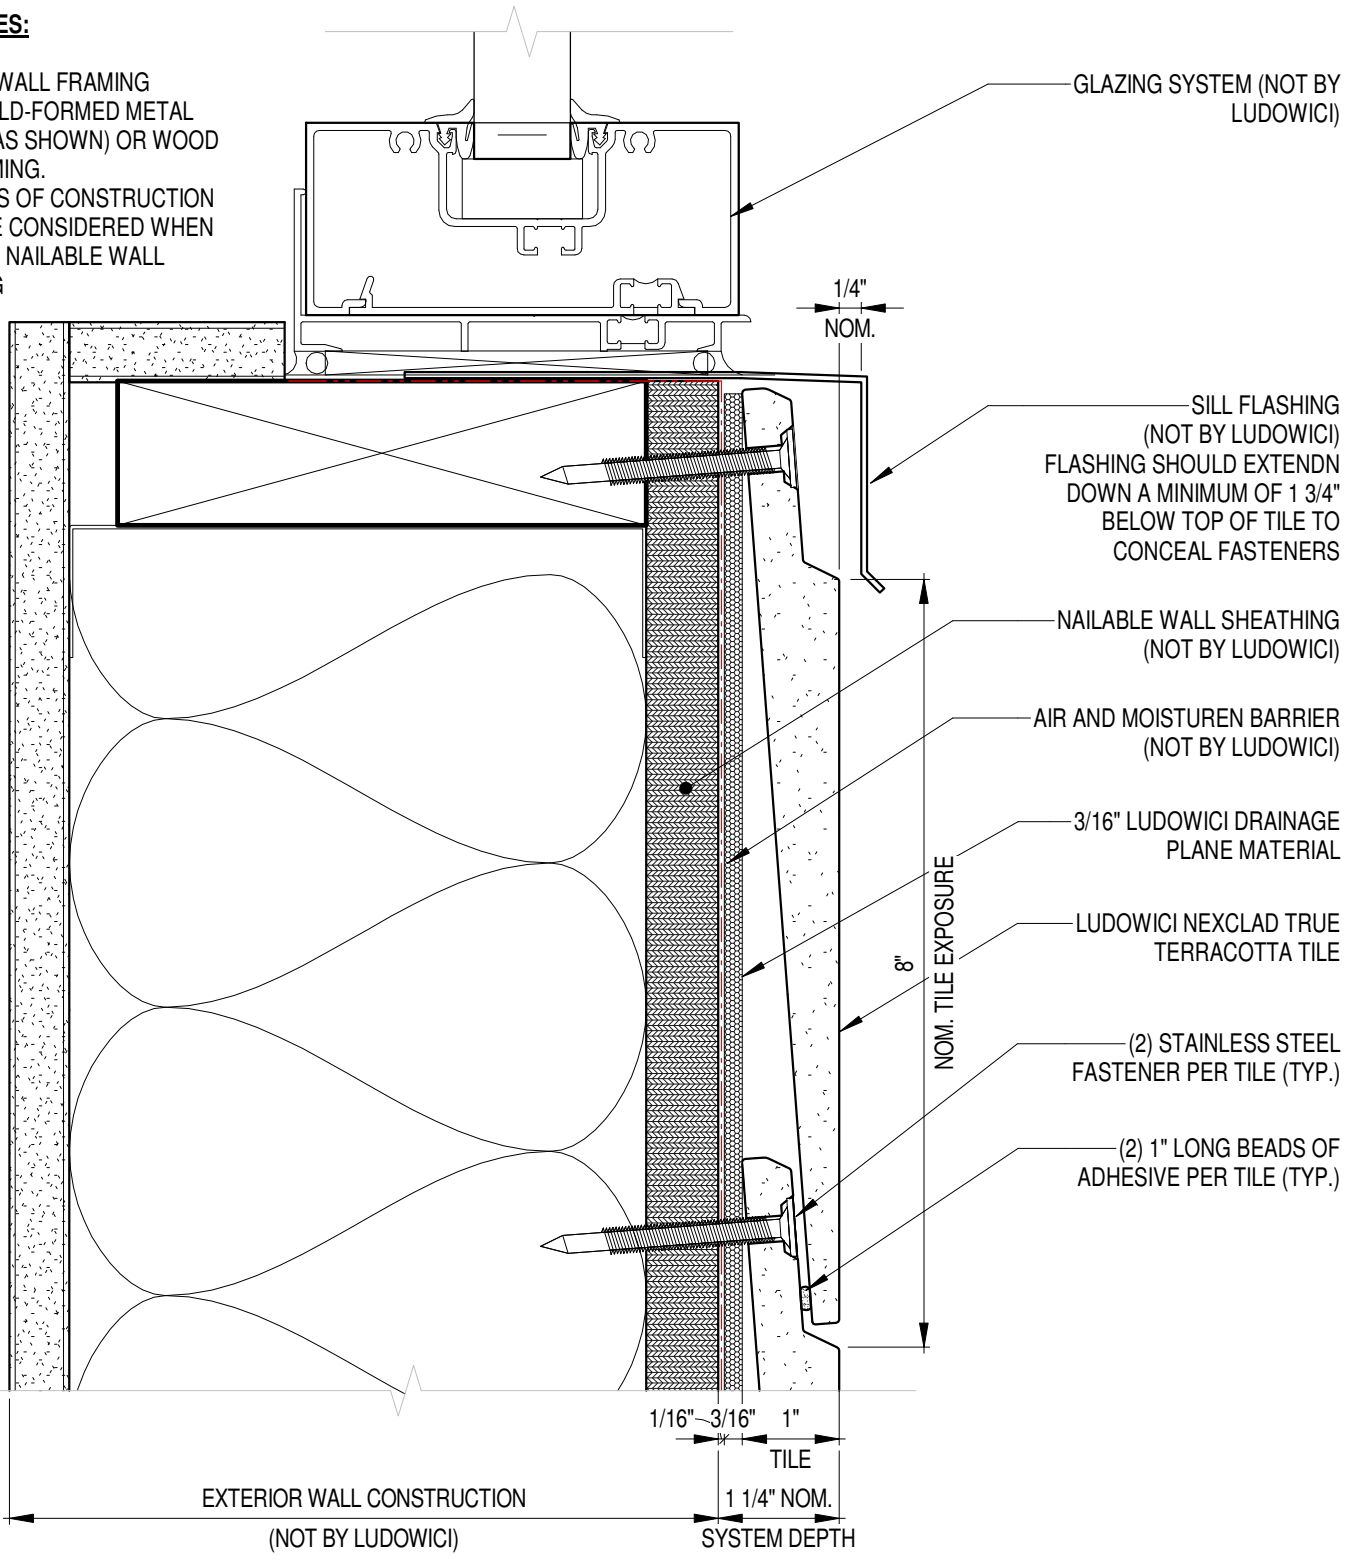 ES:
WALL FRAMING
LD-FORMED METAL
AS SHOWN) OR WOOD
MING.
S OF CONSTRUCTION
E CONSIDERED WHEN
NAILABLE WALL
G
GLAZING SYSTEM (NOT BY
LUDOWICI)
1/4"
NOM.
SILL FLASHING
(NOT BY LUDOWICI)
FLASHING SHOULD EXTENDN
DOWN A MINIMUM OF 1 3/4"
BELOW TOP OF TILE TO
CONCEAL FASTENERS
NAILABLE WALL SHEATHING
(NOT BY LUDOWICI)
AIR AND MOISTUREN BARRIER
(NOT BY LUDOWICI)
3/16" LUDOWICI DRAINAGE
PLANE MATERIAL
8"
NOM. TILE EXPOSURE
LUDOWICI NEXCLAD TRUE
TERRACOTTA TILE
(2) STAINLESS STEEL
FASTENER PER TILE (TYP.)
(2) 1" LONG BEADS OF
ADHESIVE PER TILE (TYP.)
1/16" 3/16" 1"
TILE
EXTERIOR WALL CONSTRUCTION
(NOT BY LUDOWICI)
1 1/4" NOM.
SYSTEM DEPTH